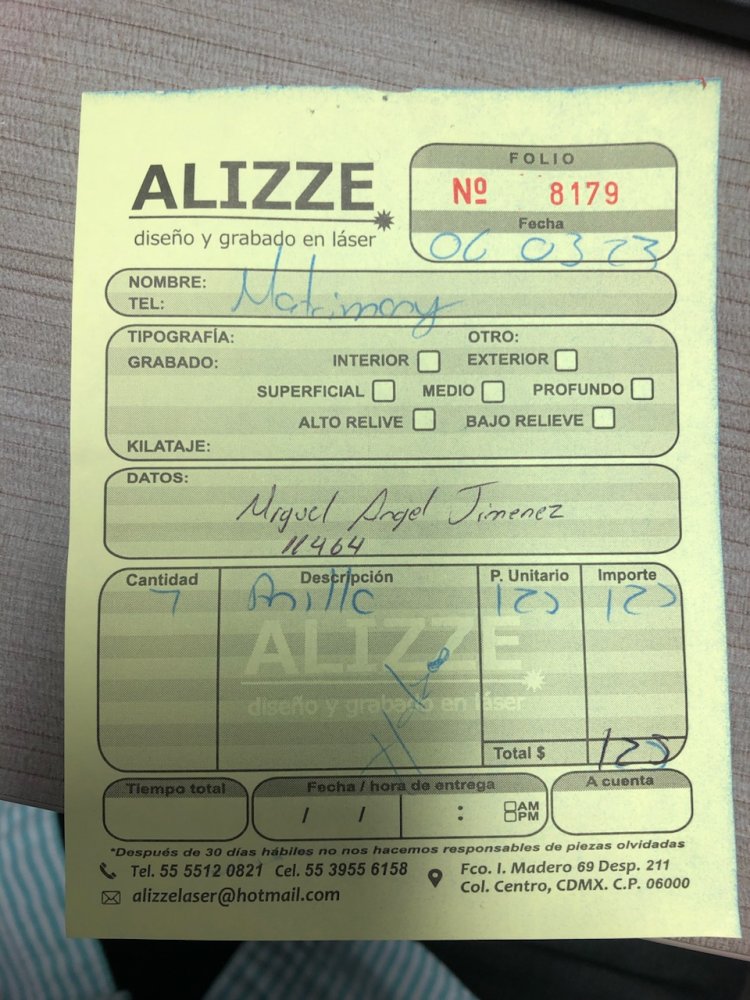 ALIZZE
diseño y grabado en láser
FOLIO
Nº 8179
Fecha
06 03 23
NOMBRE:
TEL:
Matrimony
TIPOGRAFÍA: OTRO:
GRABADO: INTERIOR EXTERIOR
SUPERFICIAL MEDIO PROFUNDO
ALTO RELIVE BAJO RELIEVE
KILATAJE:
DATOS:
Miguel Angel Jimenez
11464
Cantidad Descripción P. Unitario Importe
1 Anillo 125 125
ALIZZE
diseño y grabado en láser
Total $ 125
Tiempo total Fecha / hora de entrega A cuenta
/ / : AM
PM
*Después de 30 días hábiles no nos hacemos responsables de piezas olvidadas
Tel. 55 5512 0821 Cel. 55 3955 6158
alizzelaser@hotmail.com
Fco. I. Madero 69 Desp. 211
Col. Centro, CDMX. C.P. 06000